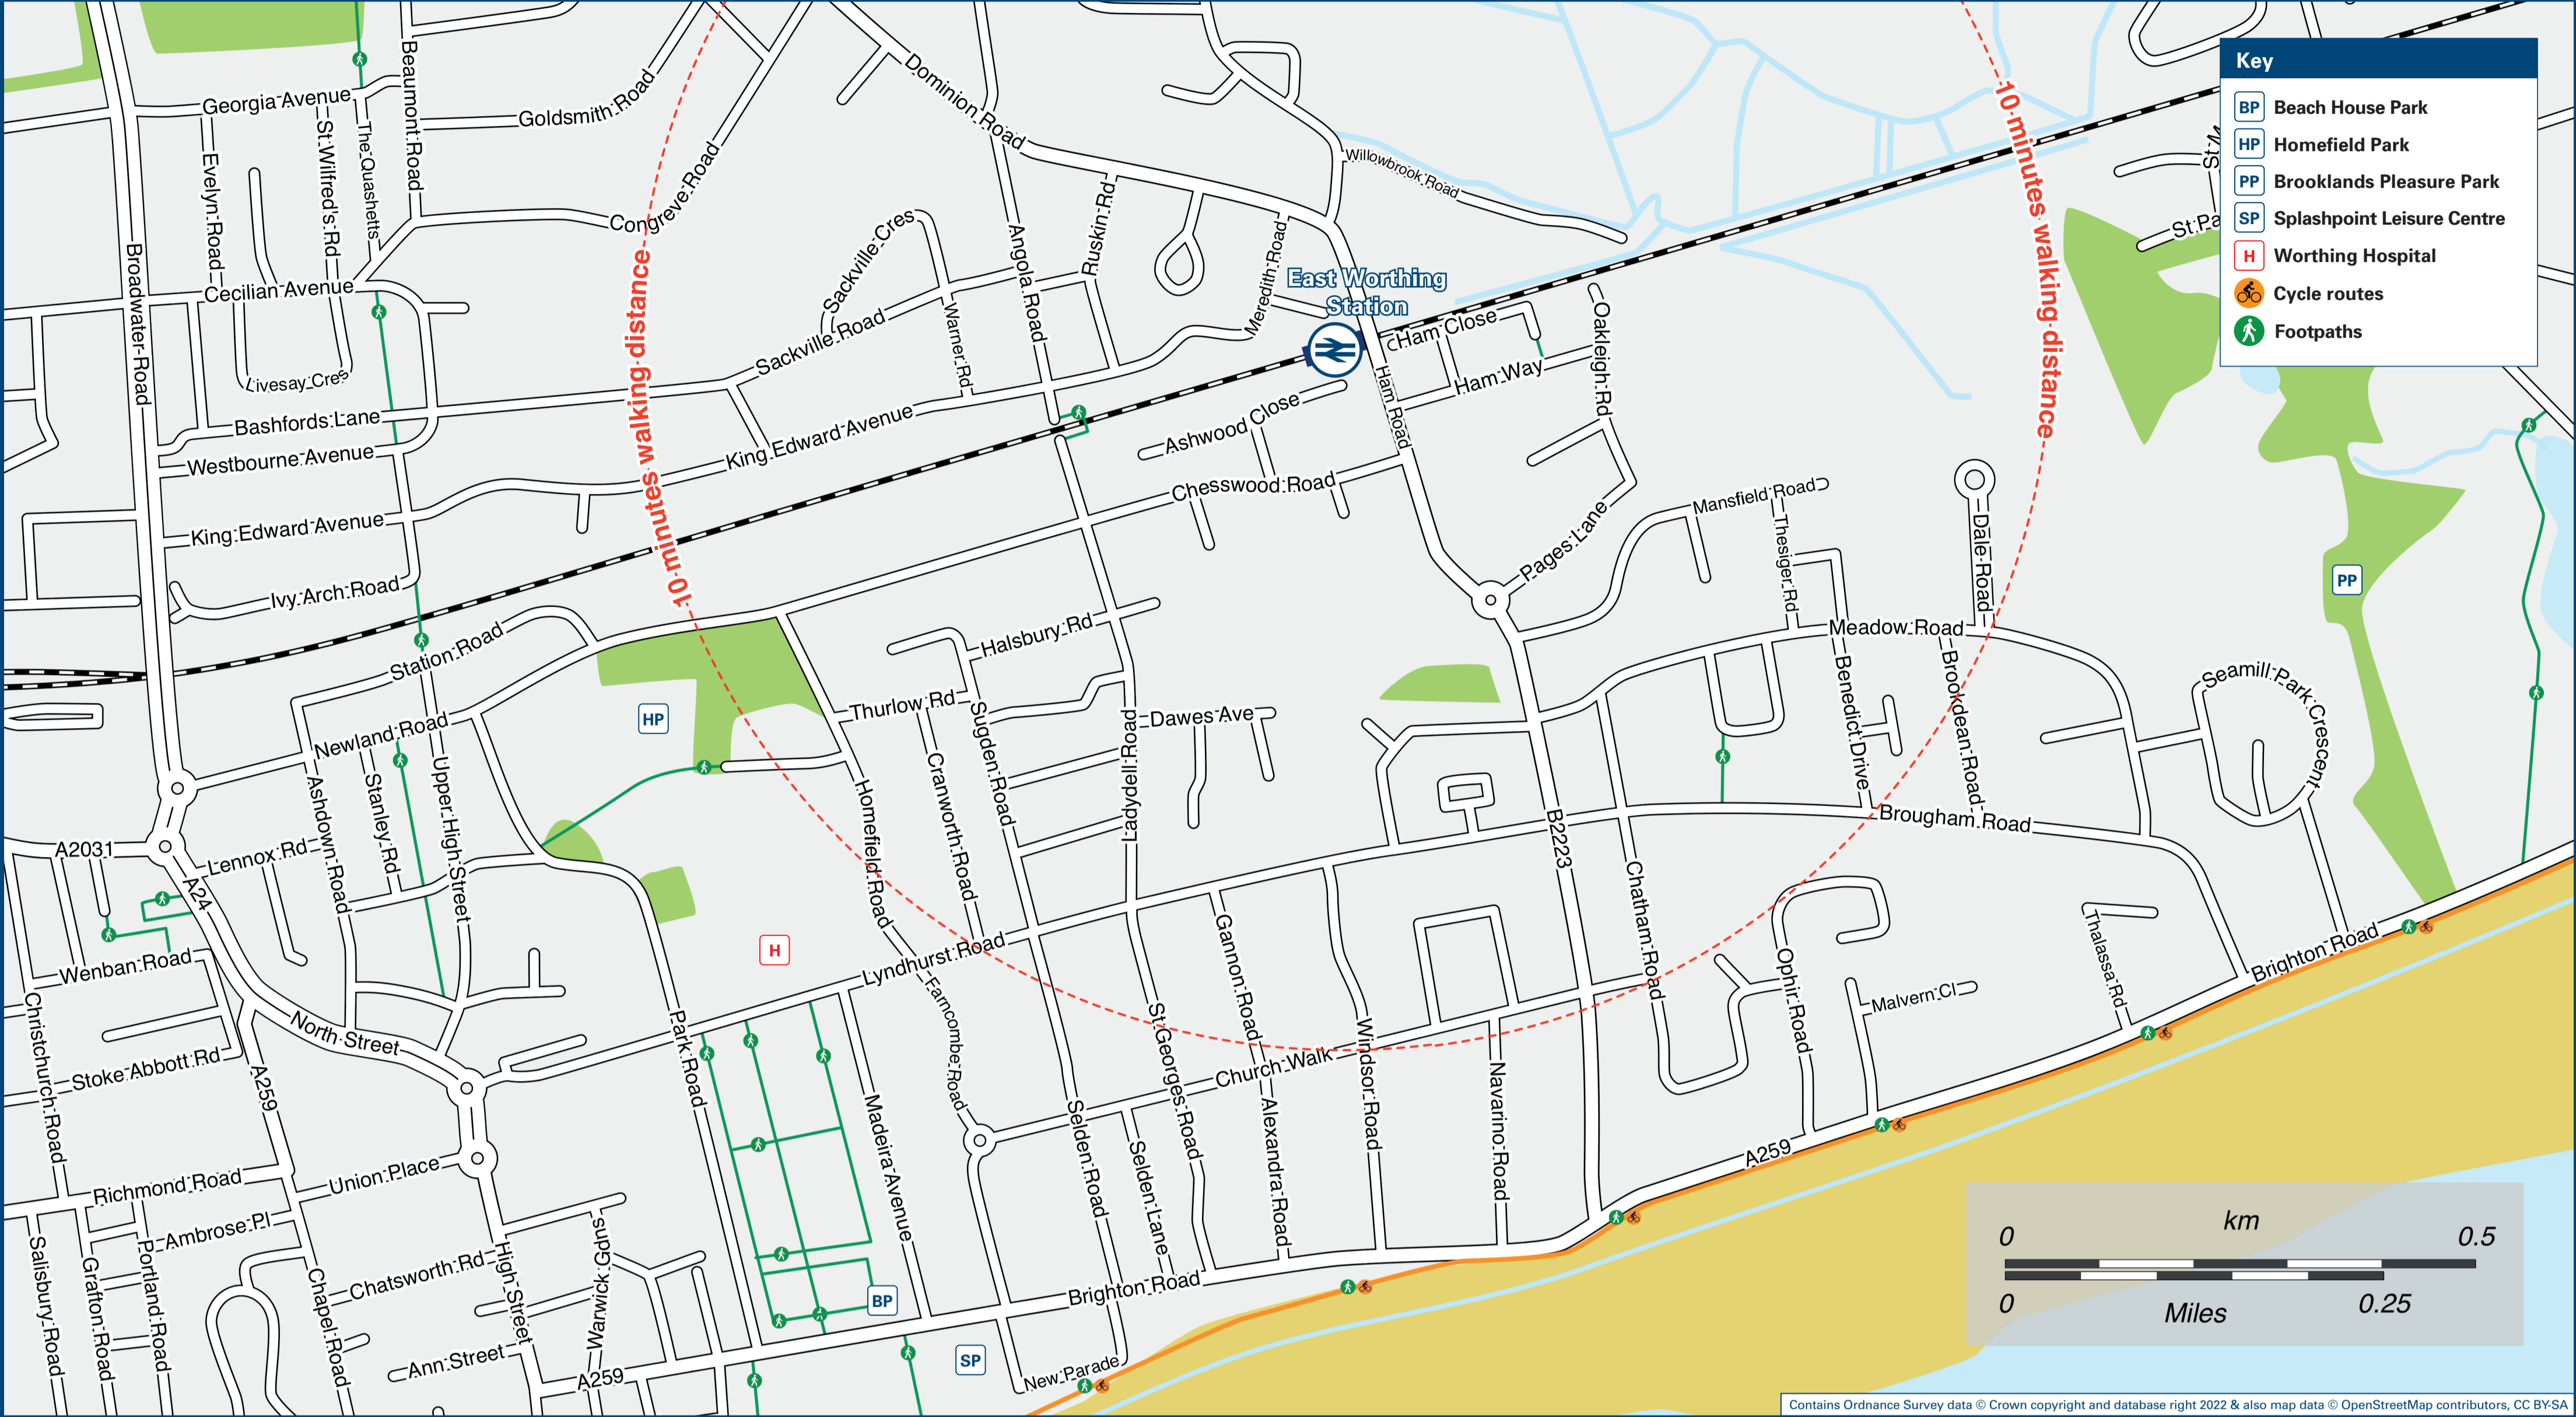 Beaumont Road
Georgia Avenue
Goldsmith Road
Dominion Road
Evelyn Road
St Wilfred's Rd
The Quashetts
Congreve Road
Willowbrook Road
Broadwater Road
Cecilian Avenue
Sackville Cres
Angola Road
Ruskin Rd
Meredith Road
East Worthing
Station
10 minutes walking distance
10 minutes walking distance
Livesay Cres
Sackville Road
Warner Rd
Ham Close
Oakleigh Rd
Ham Way
Ham Road
Bashfords Lane
Westbourne Avenue
King Edward Avenue
Ashwood Close
Chesswood Road
King Edward Avenue
Ivy Arch Road
Pages Lane
Mansfield Road
Thesiger Rd
Dale Road
Station Road
Halsbury Rd
Meadow Road
HP
PP
Thurlow Rd
Dawes Ave
Newland Road
Sugden Road
Ladydell Road
Benedict Drive
Brookdean Road
Seamill Park Crescent
Ashdown Road
Stanley Rd
Upper High Street
Cranworth Road
Homefield Road
B2223
Brougham Road
A2031
Lennox Rd
A24
H
Lyndhurst Road
Chatham Road
Thalassa Rd
Brighton Road
Wenban Road
Christchurch Road
North Street
Park Road
Farncombe Road
St Georges Road
Gannon Road
Windsor Road
Ophir Road
Malvern Cl
Stoke Abbott Rd
A259
Church Walk
Madeira Avenue
Selden Road
Selden Lane
Alexandra Road
Navarino Road
A259
Richmond Road
Union Place
Ambrose Pl
Salisbury Road
Grafton Road
Portland Road
Chapel Road
Chatsworth Rd
High Street
Warwick Gdns
Ann Street
A259
BP
SP
Brighton Road
New Parade
St M
St Pa
Key
BP Beach House Park
HP Homefield Park
PP Brooklands Pleasure Park
SP Splashpoint Leisure Centre
H Worthing Hospital
Cycle routes
Footpaths
km
0 0.5
0 0.25
Miles
Contains Ordnance Survey data © Crown copyright and database right 2022 & also map data © OpenStreetMap contributors, CC BY-SA